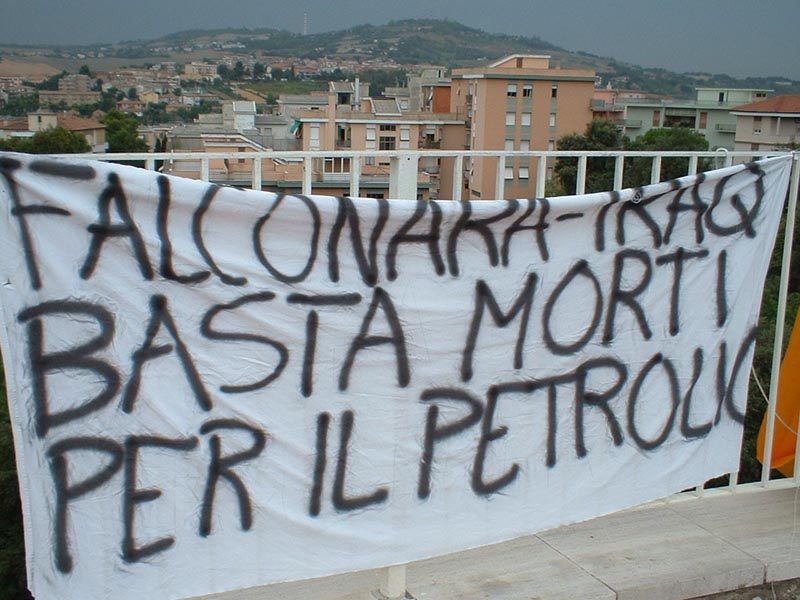 FALCONARA-IRAQ
BASTA MORTI
PER IL PETROLIO